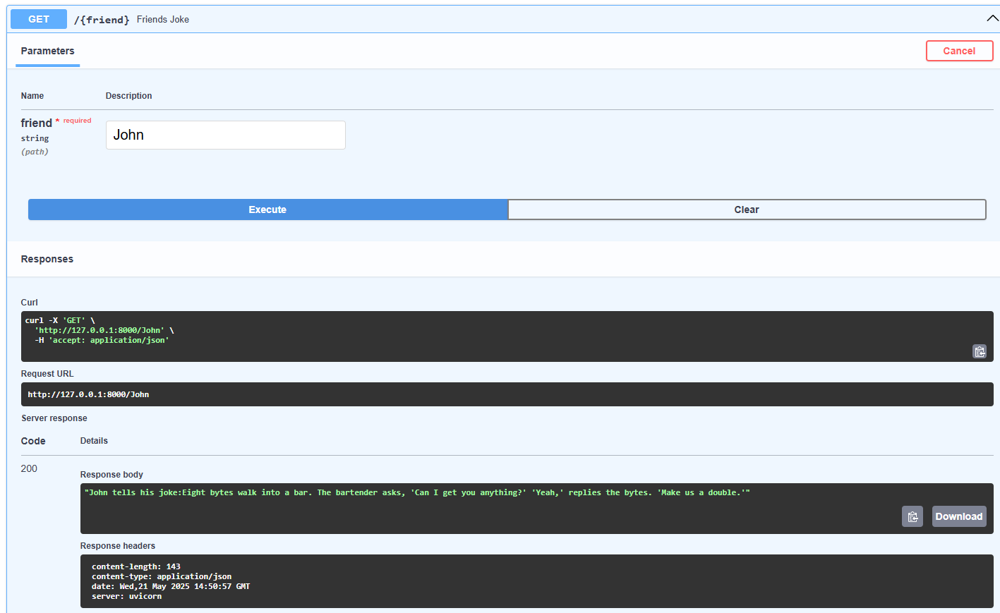 GET /{friend} Friends Joke
Parameters
Cancel
Name Description
friend * required
string
(path)
John
Execute Clear
Responses
Curl
curl -X 'GET' \
'http://127.0.0.1:8000/John' \
-H 'accept: application/json'
Request URL
http://127.0.0.1:8000/John
Server response
Code Details
200
Response body
"John tells his joke:Eight bytes walk into a bar. The bartender asks, 'Can I get you anything?' 'Yeah,' replies the bytes. 'Make us a double.'"
Download
Response headers
content-length: 143
content-type: application/json
date: Wed,21 May 2025 14:50:57 GMT
server: uvicorn